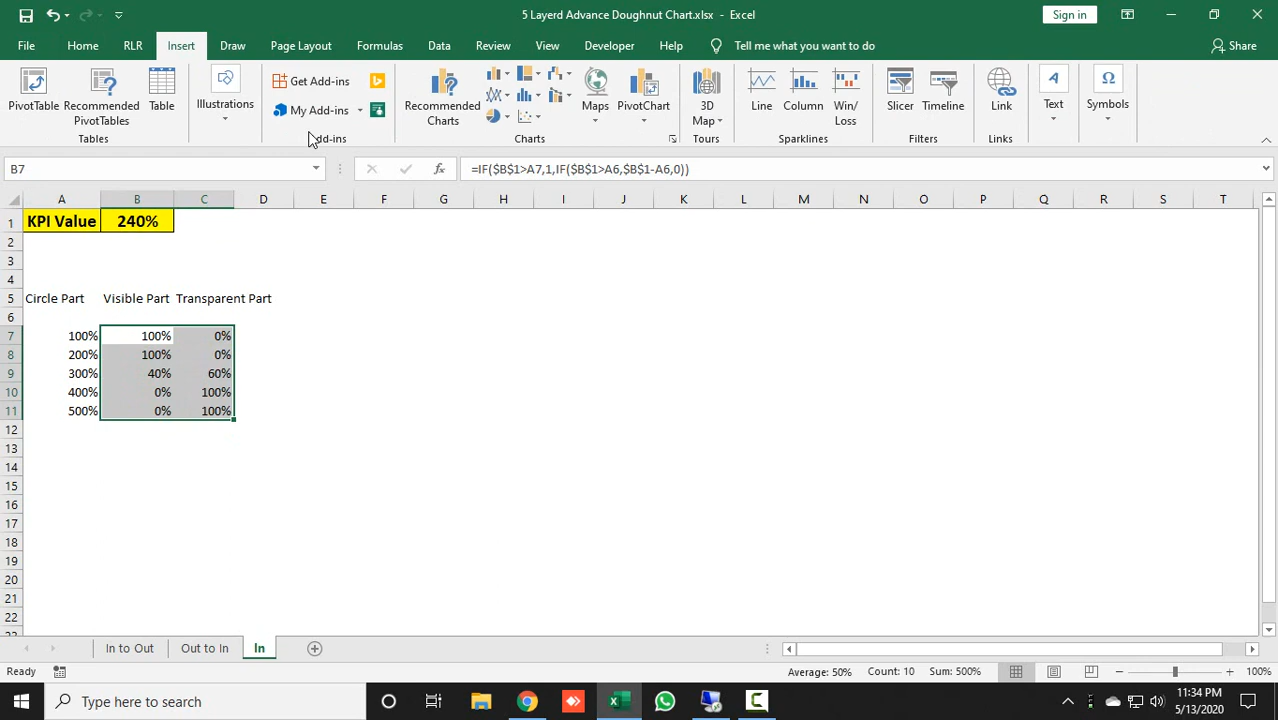 5 Layerd Advance Doughnut Chart.xlsx - Excel
Sign in
File Home RLR Insert Draw Page Layout Formulas Data Review View Developer Help Tell me what you want to do Share
PivotTable
Recommended PivotTables
Table
Tables
Illustrations
Get Add-ins
My Add-ins
dd-ins
Recommended Charts
Maps
PivotChart
Charts
3D Map
Tours
Line
Column
Win/ Loss
Sparklines
Slicer
Timeline
Filters
Link
Links
Text
Symbols
B7 fx =IF($B$1>A7,1,IF($B$1>A6,$B$1-A6,0))
A B C D E F G H I J K L M N O P Q R S T
1 KPI Value 240%
2
3
4
5 Circle Part Visible Part Transparent Part
6
7 100% 100% 0%
8 200% 100% 0%
9 300% 40% 60%
10 400% 0% 100%
11 500% 0% 100%
12
13
14
15
16
17
18
19
20
21
22
In to Out Out to In In
Ready Average: 50% Count: 10 Sum: 500% 100%
Type here to search
11:34 PM
5/13/2020